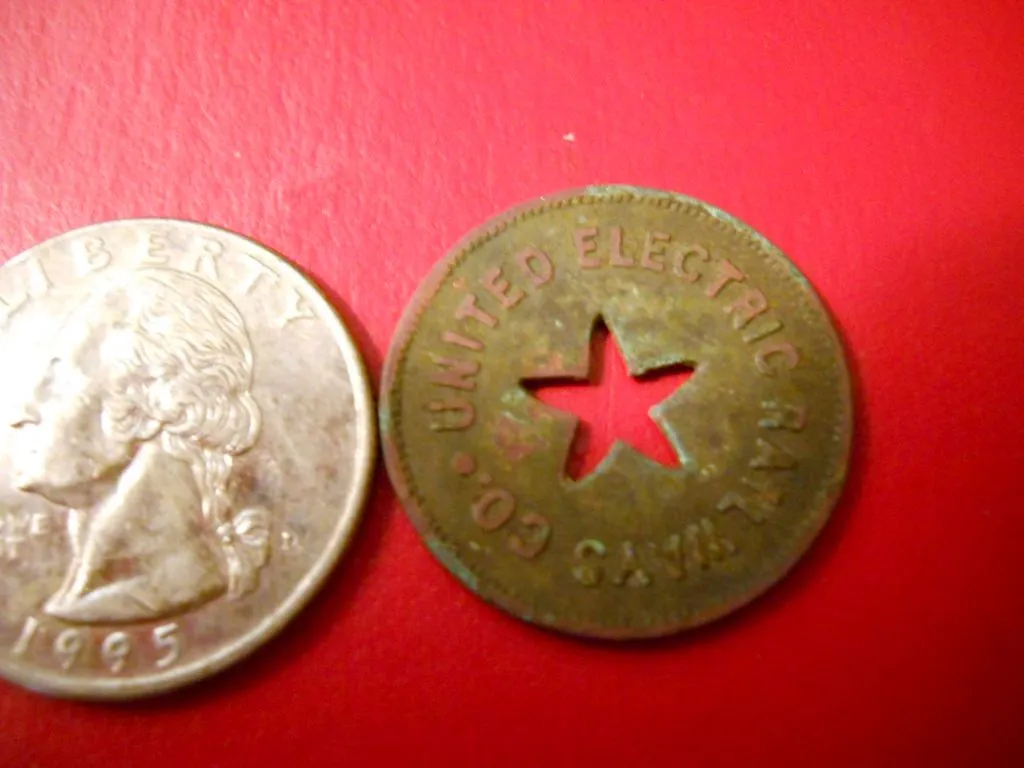 LIBERTY
1995
UNITED ELECTRIC RAILWAYS CO.